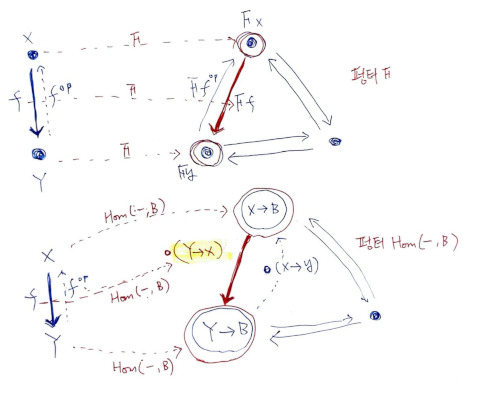 X
F
Fx
f
f^op
F
Ff^op
Ff
펑터 F
Y
F
Fy
Hom(-,B)
X→B
펑터 Hom(-,B)
X
∘(Y→X)
f
f^op
Hom(-,B)
∘(X→Y)
Y
Y→B
Hom(-,B)